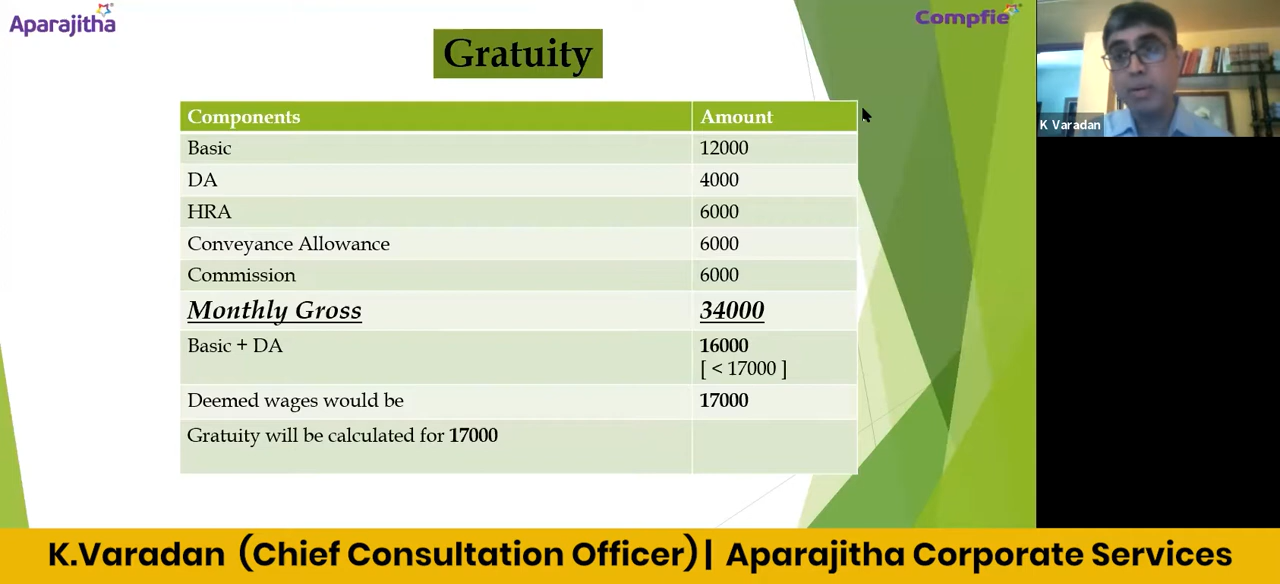 Aparajitha
Compfie
Gratuity
Components Amount
Basic 12000
DA 4000
HRA 6000
Conveyance Allowance 6000
Commission 6000
Monthly Gross 34000
Basic + DA 16000
[ < 17000 ]
Deemed wages would be 17000
Gratuity will be calculated for 17000
K Varadan
K.Varadan (Chief Consultation Officer) | Aparajitha Corporate Services